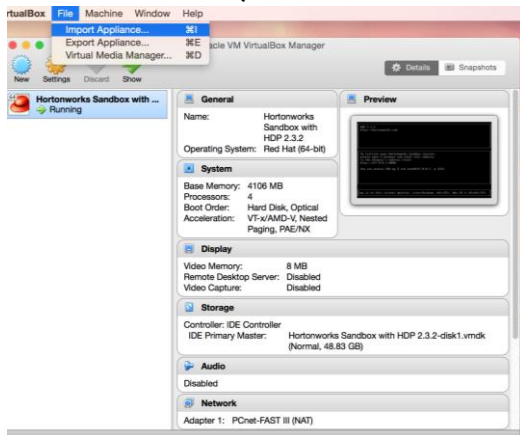 rtualBox File Machine Window Help
Import Appliance... ⌘I
Export Appliance... ⌘E
Virtual Media Manager... ⌘D
acle VM VirtualBox Manager
New Settings Discard Show
Details Snapshots
Hortonworks Sandbox with ...
Running
General
Name: Hortonworks
Sandbox with
HDP 2.3.2
Operating System: Red Hat (64-bit)
Preview
System
Base Memory: 4106 MB
Processors: 4
Boot Order: Hard Disk, Optical
Acceleration: VT-x/AMD-V, Nested
Paging, PAE/NX
Display
Video Memory: 8 MB
Remote Desktop Server: Disabled
Video Capture: Disabled
Storage
Controller: IDE Controller
IDE Primary Master: Hortonworks Sandbox with HDP 2.3.2-disk1.vmdk
(Normal, 48.83 GB)
Audio
Disabled
Network
Adapter 1: PCnet-FAST III (NAT)